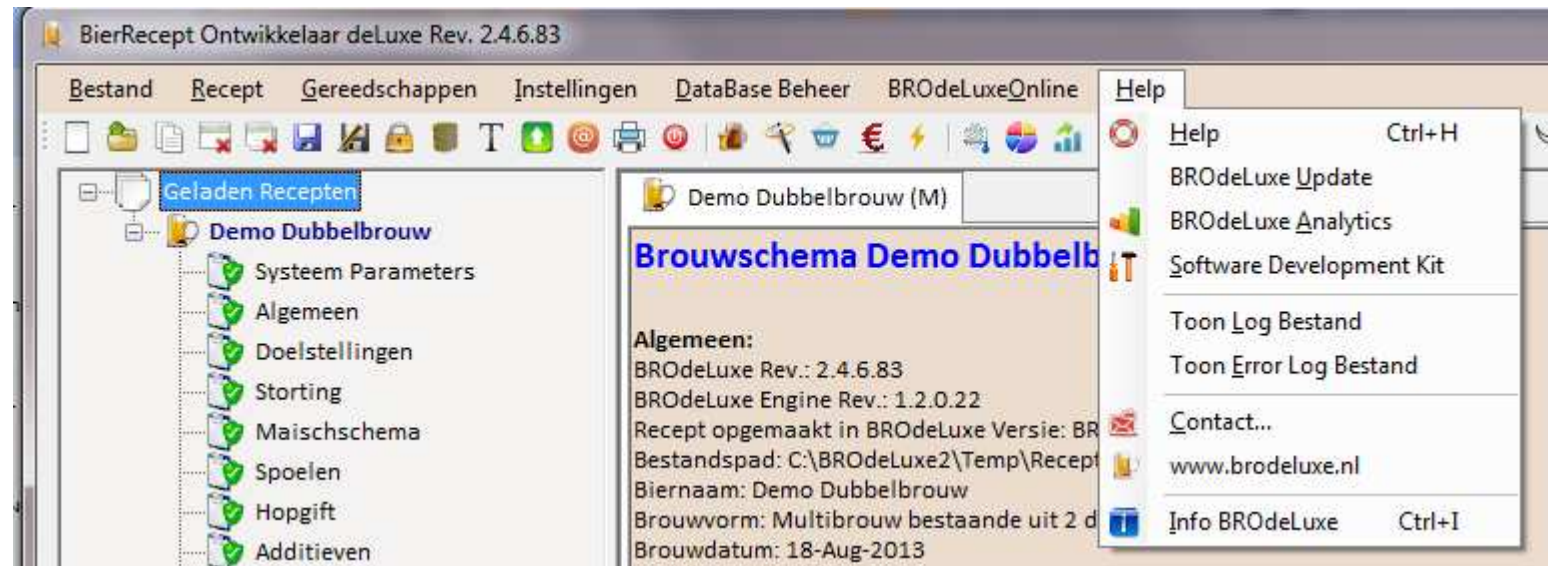 BierRecept Ontwikkelaar deLuxe Rev. 2.4.6.83
Bestand Recept Gereedschappen Instellingen DataBase Beheer BROdeLuxeOnline Help
Help Ctrl+H
BROdeLuxe Update
BROdeLuxe Analytics
Software Development Kit
Toon Log Bestand
Toon Error Log Bestand
Contact...
www.brodeluxe.nl
Info BROdeLuxe Ctrl+I
Geladen Recepten
Demo Dubbelbrouw
Systeem Parameters
Algemeen
Doelstellingen
Storting
Maischschema
Spoelen
Hopgift
Additieven
Demo Dubbelbrouw (M)
Brouwschema Demo Dubbelb
Algemeen:
BROdeLuxe Rev.: 2.4.6.83
BROdeLuxe Engine Rev.: 1.2.0.22
Recept opgemaakt in BROdeLuxe Versie: BR
Bestandspad: C:\BROdeLuxe2\Temp\Recept
Biernaam: Demo Dubbelbrouw
Brouwvorm: Multibrouw bestaande uit 2 d
Brouwdatum: 18-Aug-2013